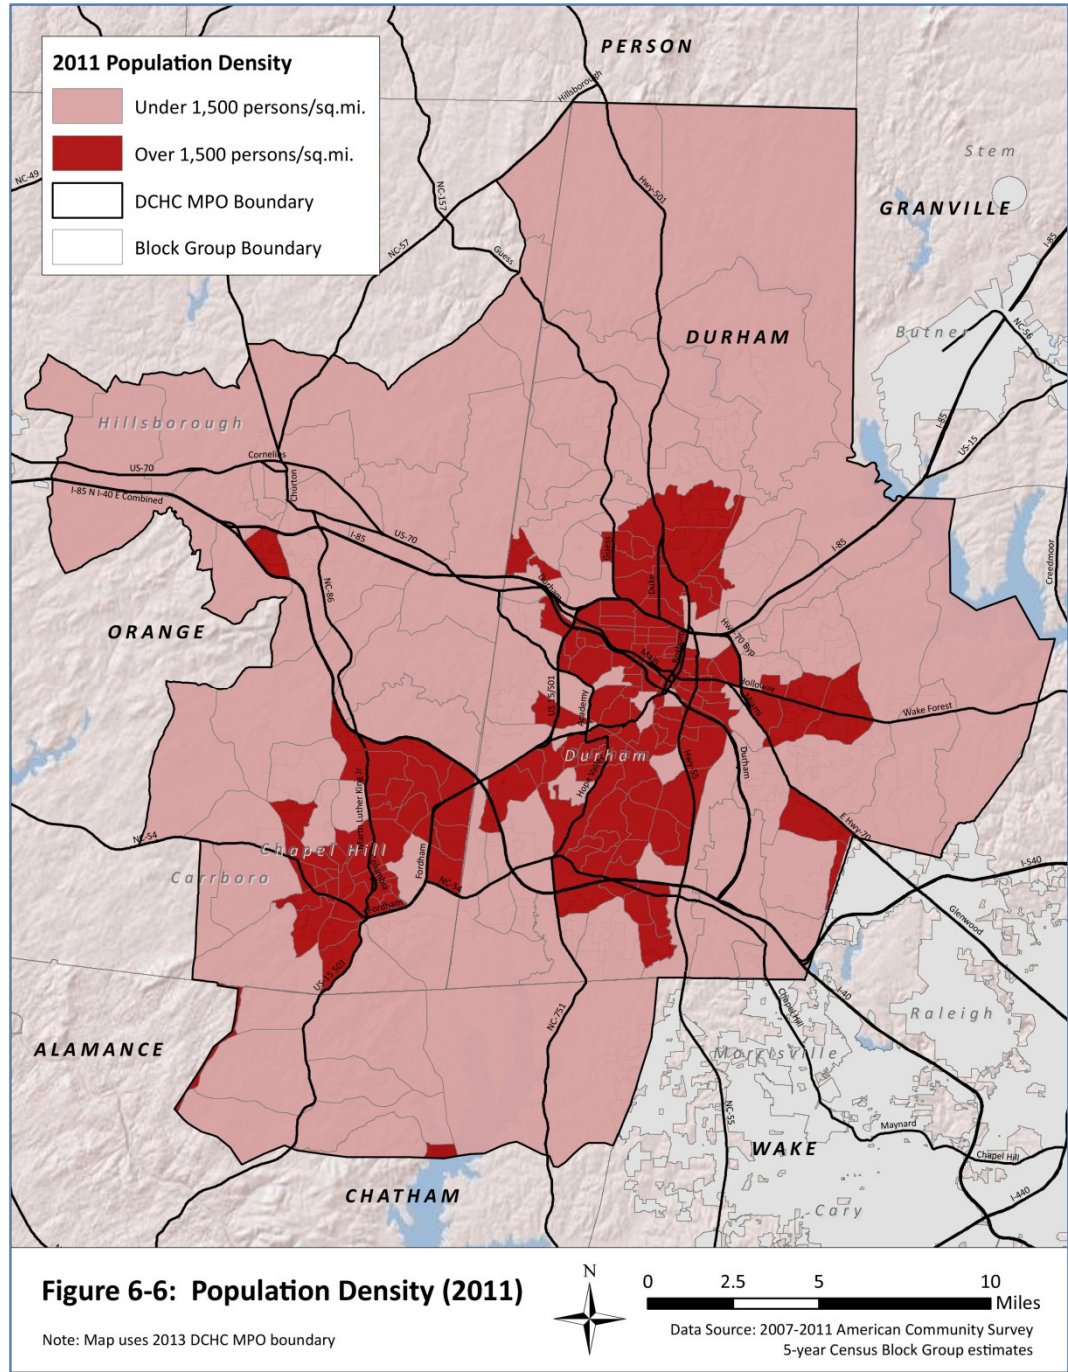 2011 Population Density
Under 1,500 persons/sq.mi.
Over 1,500 persons/sq.mi.
DCHC MPO Boundary
Block Group Boundary
PERSON
Hillsborough
Stem
GRANVILLE
NC-49
NC-157
Hwy-501
NC-57
Guess
I-85
Butner
NC-56
DURHAM
I-85
US-15
Hillsborough
Cornelius
US-70
Churton
I-85 N I-40 E Combined
I-85
US-70
Creedmoor
I-85
Guess
Duke
Durham
NC-86
ORANGE
Hwy-70 Byp
Main
Holloway
Miami
Wake Forest
US 15/501
Academy
Durham
Hope Valley
Hwy-55
Durham
Martin Luther King Jr
E Hwy-70
NC-54
Chapel Hill
Carrboro
Columbia
Fordham
Fordham
NC-54
I-540
Glenwood
US-15 501
I-40
Chapel Hill
NC-751
Raleigh
ALAMANCE
Morrisville
NC-55
Maynard
WAKE
Chapel Hill
CHATHAM
I-440
Cary
Figure 6-6: Population Density (2011)
Note: Map uses 2013 DCHC MPO boundary
N
0 2.5 5 10
Miles
Data Source: 2007-2011 American Community Survey
5-year Census Block Group estimates